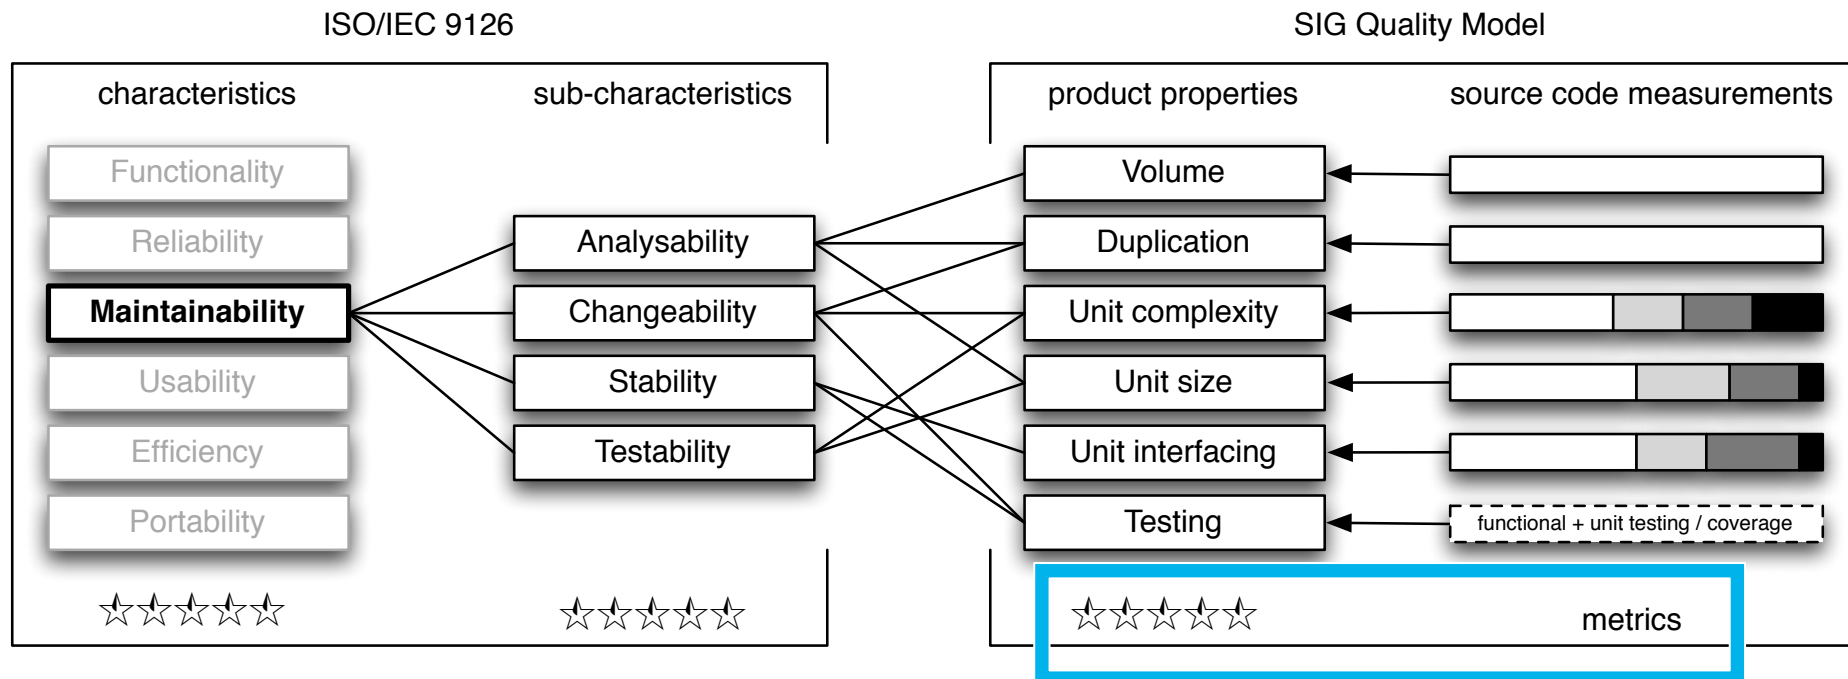 ISO/IEC 9126
SIG Quality Model
characteristics
sub-characteristics
product properties
source code measurements
Functionality
Reliability
Maintainability
Usability
Efficiency
Portability
Analysability
Changeability
Stability
Testability
Volume
Duplication
Unit complexity
Unit size
Unit interfacing
Testing
functional + unit testing / coverage
metrics